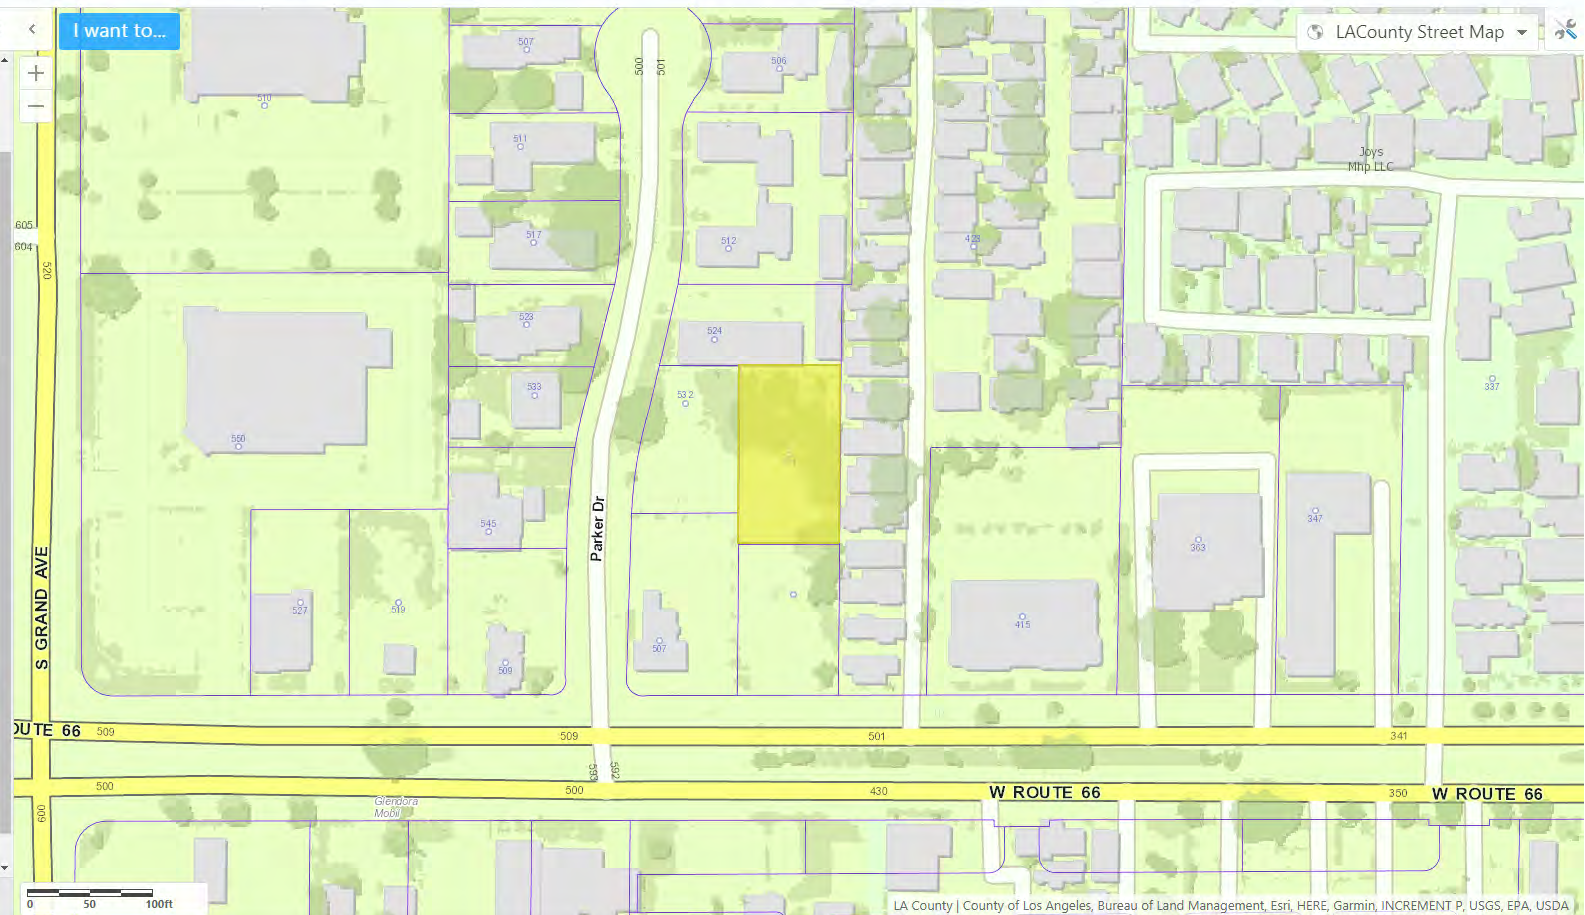 I want to...
LACounty Street Map
507
506
500
501
510
511
Joys
Mhp LLC
605
604
517
512
423
520
523
524
533
532
337
550
545
347
363
Parker Dr
S GRAND AVE
527
519
415
507
509
OUTE 66
509
509
501
341
593
592
500
500
430
W ROUTE 66
350
W ROUTE 66
Glendora
Mobil
600
0 50 100ft
LA County | County of Los Angeles, Bureau of Land Management, Esri, HERE, Garmin, INCREMENT P, USGS, EPA, USDA